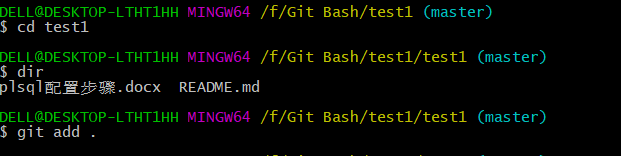 DELL@DESKTOP-LTHT1HH MINGW64 /f/Git Bash/test1 (master)
$ cd test1
DELL@DESKTOP-LTHT1HH MINGW64 /f/Git Bash/test1/test1 (master)
$ dir
plsql配置步骤.docx  README.md
DELL@DESKTOP-LTHT1HH MINGW64 /f/Git Bash/test1/test1 (master)
$ git add .